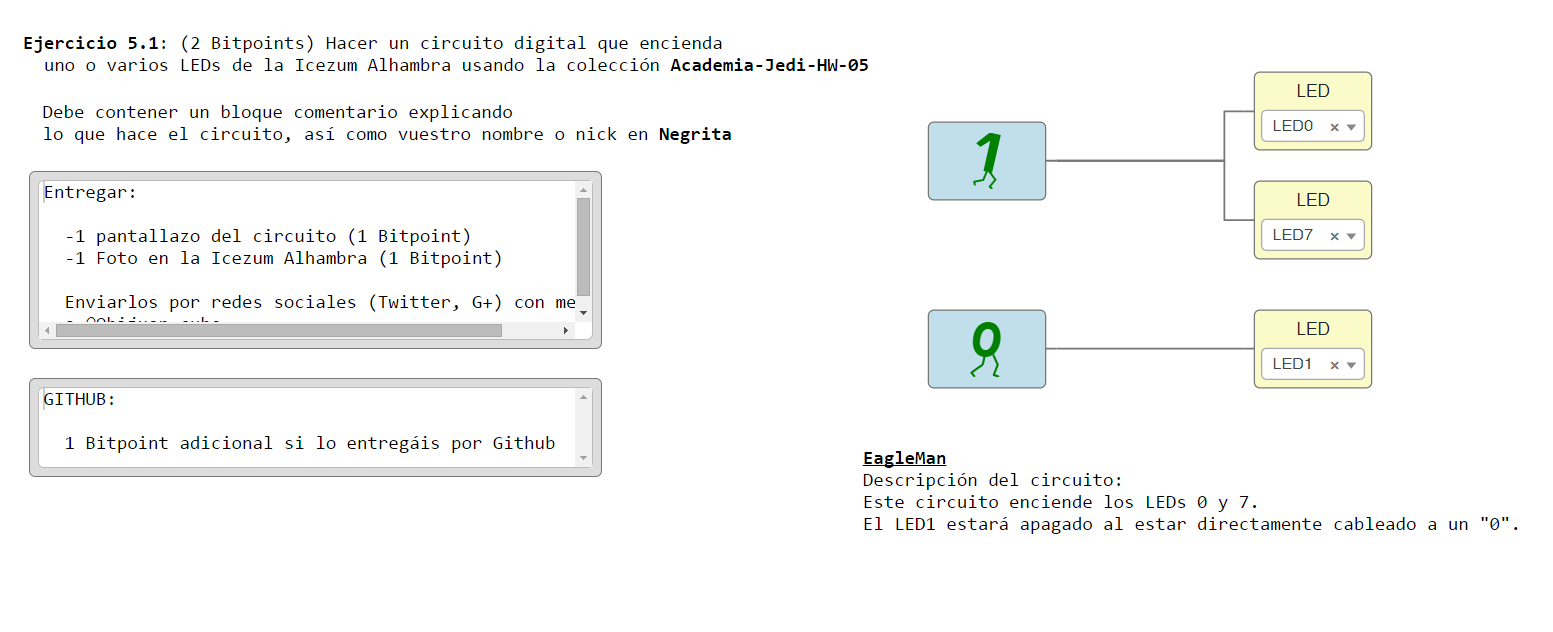 Ejercicio 5.1: (2 Bitpoints) Hacer un circuito digital que encienda
uno o varios LEDs de la Icezum Alhambra usando la colección Academia-Jedi-HW-05
Debe contener un bloque comentario explicando
lo que hace el circuito, así como vuestro nombre o nick en Negrita
Entregar:
-1 pantallazo del circuito (1 Bitpoint)
-1 Foto en la Icezum Alhambra (1 Bitpoint)
Enviarlos por redes sociales (Twitter, G+) con me
GITHUB:
1 Bitpoint adicional si lo entregáis por Github
1
LED
LED0
LED
LED7
0
LED
LED1
EagleMan
Descripción del circuito:
Este circuito enciende los LEDs 0 y 7.
El LED1 estará apagado al estar directamente cableado a un "0".